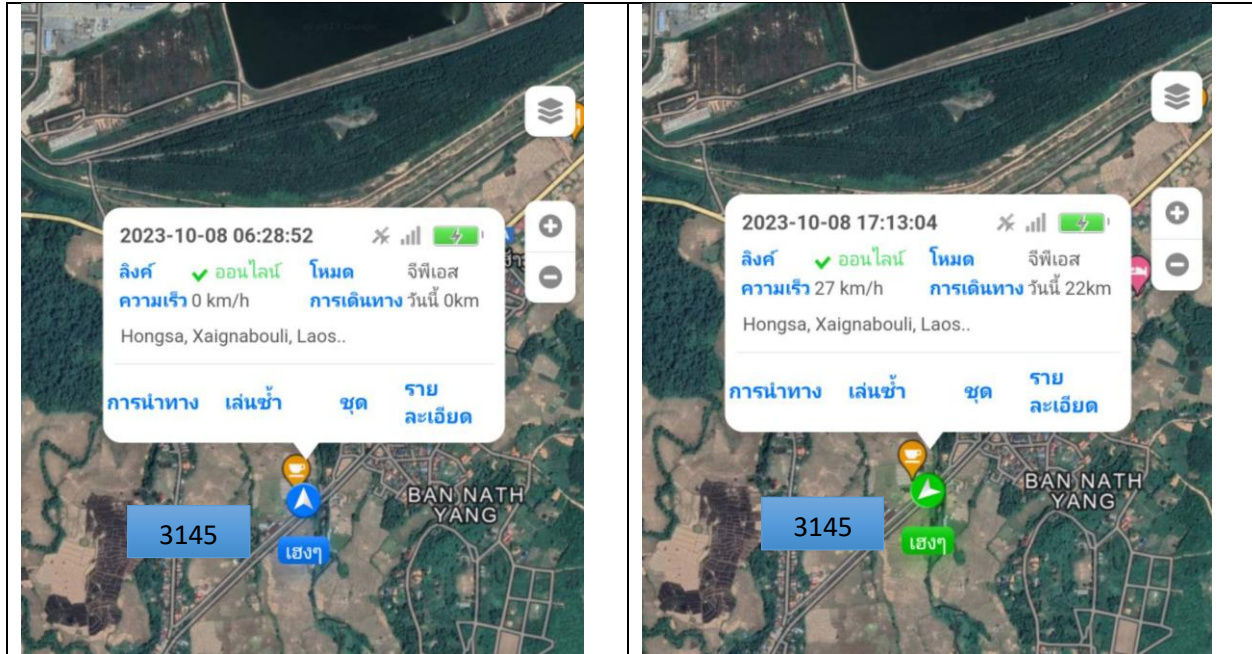 2023-10-08 06:28:52
ลิงค์ ออนไลน์ โหมด จีพีเอส
ความเร็ว 0 km/h การเดินทาง วันนี้ 0km
Hongsa, Xaignabouli, Laos..
การนำทาง เล่นซ้ำ ชุด ราย
ละเอียด
BAN NATH
YANG
3145
เฮงๆ
2023-10-08 17:13:04
ลิงค์ ออนไลน์ โหมด จีพีเอส
ความเร็ว 27 km/h การเดินทาง วันนี้ 22km
Hongsa, Xaignabouli, Laos..
การนำทาง เล่นซ้ำ ชุด ราย
ละเอียด
BAN NATH
YANG
3145
เฮงๆ